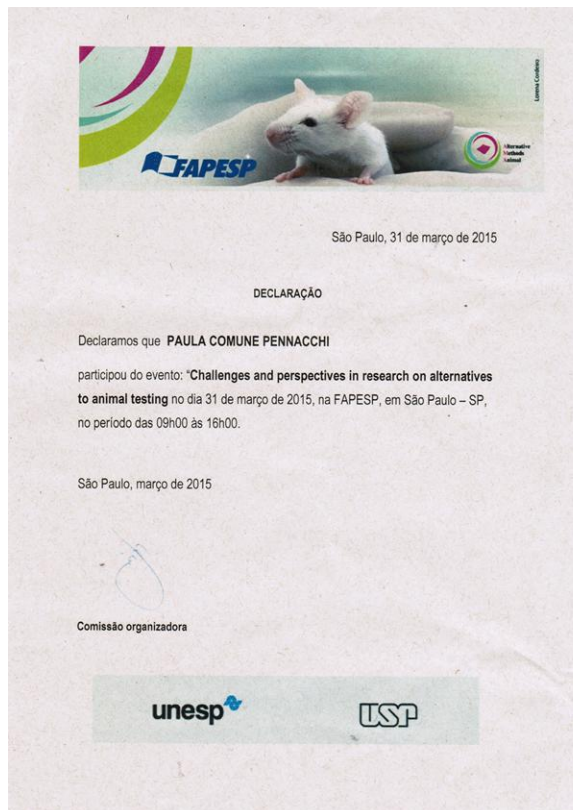 Lorena Cordeiro
FAPESP
Alternative
Methods
Animal
São Paulo, 31 de março de 2015
DECLARAÇÃO
Declaramos que PAULA COMUNE PENNACCHI
participou do evento: “Challenges and perspectives in research on alternatives
to animal testing no dia 31 de março de 2015, na FAPESP, em São Paulo – SP,
no período das 09h00 às 16h00.
São Paulo, março de 2015
Comissão organizadora
unesp
USP